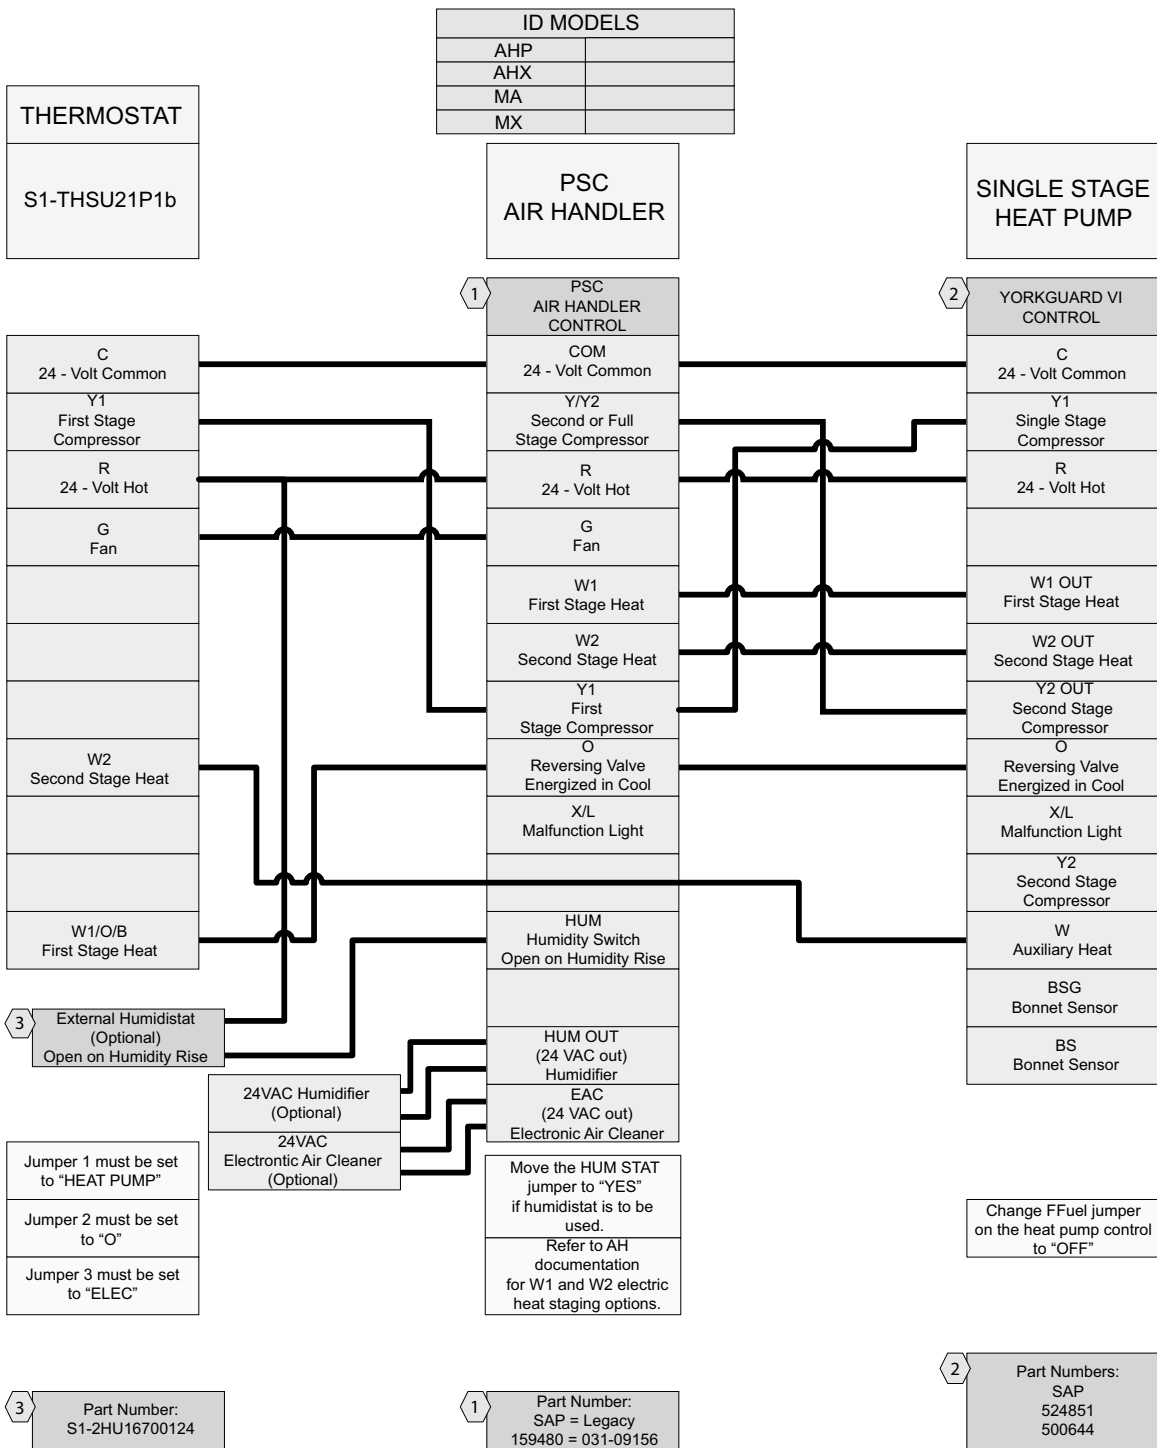 ID MODELS
AHP
AHX
MA
MX
THERMOSTAT
S1-THSU21P1b
PSC
AIR HANDLER
SINGLE STAGE
HEAT PUMP
1
PSC
AIR HANDLER
CONTROL
2
YORKGUARD VI
CONTROL
C
24 - Volt Common
Y1
First Stage
Compressor
R
24 - Volt Hot
G
Fan
W2
Second Stage Heat
W1/O/B
First Stage Heat
COM
24 - Volt Common
Y/Y2
Second or Full
Stage Compressor
R
24 - Volt Hot
G
Fan
W1
First Stage Heat
W2
Second Stage Heat
Y1
First
Stage Compressor
O
Reversing Valve
Energized in Cool
X/L
Malfunction Light
HUM
Humidity Switch
Open on Humidity Rise
HUM OUT
(24 VAC out)
Humidifier
EAC
(24 VAC out)
Electronic Air Cleaner
C
24 - Volt Common
Y1
Single Stage
Compressor
R
24 - Volt Hot
W1 OUT
First Stage Heat
W2 OUT
Second Stage Heat
Y2 OUT
Second Stage
Compressor
O
Reversing Valve
Energized in Cool
X/L
Malfunction Light
Y2
Second Stage
Compressor
W
Auxiliary Heat
BSG
Bonnet Sensor
BS
Bonnet Sensor
3
External Humidistat
(Optional)
Open on Humidity Rise
24VAC Humidifier
(Optional)
24VAC
Electrontic Air Cleaner
(Optional)
Jumper 1 must be set
to “HEAT PUMP”
Jumper 2 must be set
to “O”
Jumper 3 must be set
to “ELEC”
Move the HUM STAT
jumper to “YES”
if humidistat is to be
used.
Refer to AH
documentation
for W1 and W2 electric
heat staging options.
Change FFuel jumper
on the heat pump control
to “OFF”
3
Part Number:
S1-2HU16700124
1
Part Number:
SAP = Legacy
159480 = 031-09156
2
Part Numbers:
SAP
524851
500644